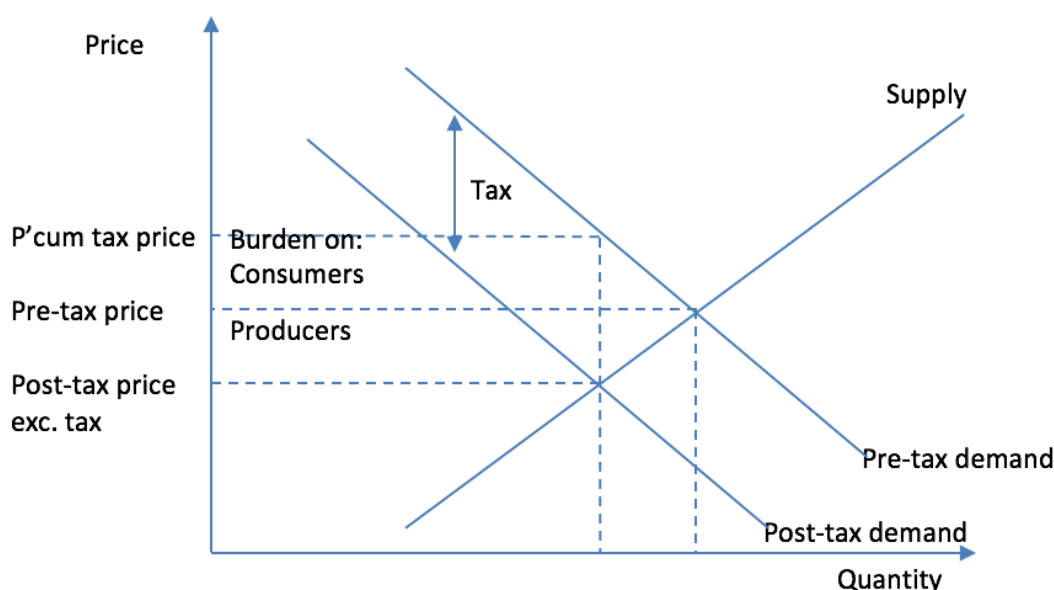 Price
Supply
Tax
P'cum tax price
Burden on:
Consumers
Pre-tax price
Producers
Post-tax price
exc. tax
Pre-tax demand
Post-tax demand
Quantity